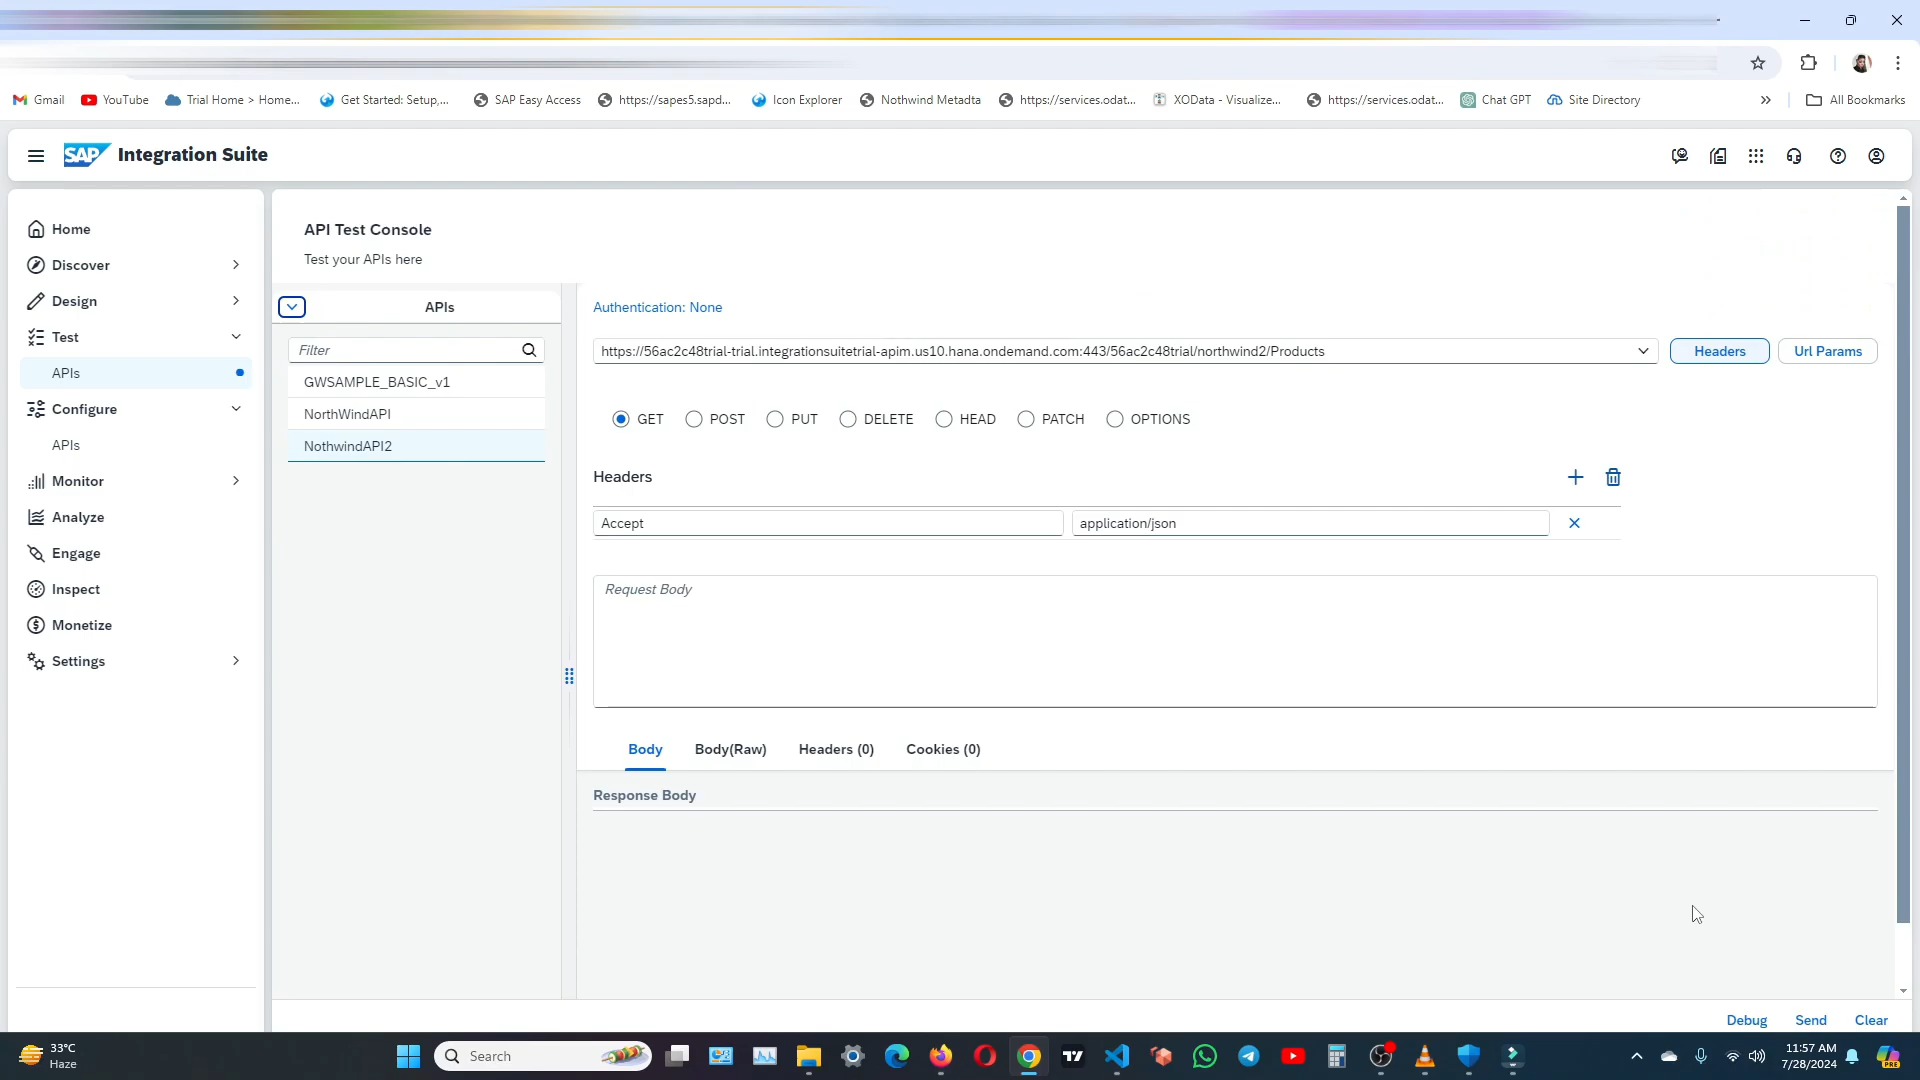 Gmail
YouTube
Trial Home > Home...
Get Started: Setup,...
SAP Easy Access
https://sapes5.sapd...
Icon Explorer
Nothwind Metadta
https://services.odat...
XOData - Visualize...
https://services.odat...
Chat GPT
Site Directory
All Bookmarks
SAP Integration Suite
Home
Discover
Design
Test
APIs
Configure
APIs
Monitor
Analyze
Engage
Inspect
Monetize
Settings
API Test Console
Test your APIs here
APIs
Filter
GWSAMPLE_BASIC_v1
NorthWindAPI
NothwindAPI2
Authentication: None
https://56ac2c48trial-trial.integrationsuitetrial-apim.us10.hana.ondemand.com:443/56ac2c48trial/northwind2/Products
Headers
Url Params
GET
POST
PUT
DELETE
HEAD
PATCH
OPTIONS
Headers
Accept
application/json
Request Body
Body
Body(Raw)
Headers (0)
Cookies (0)
Response Body
Debug
Send
Clear
33°C
Haze
Search
11:57 AM
7/28/2024
PRE